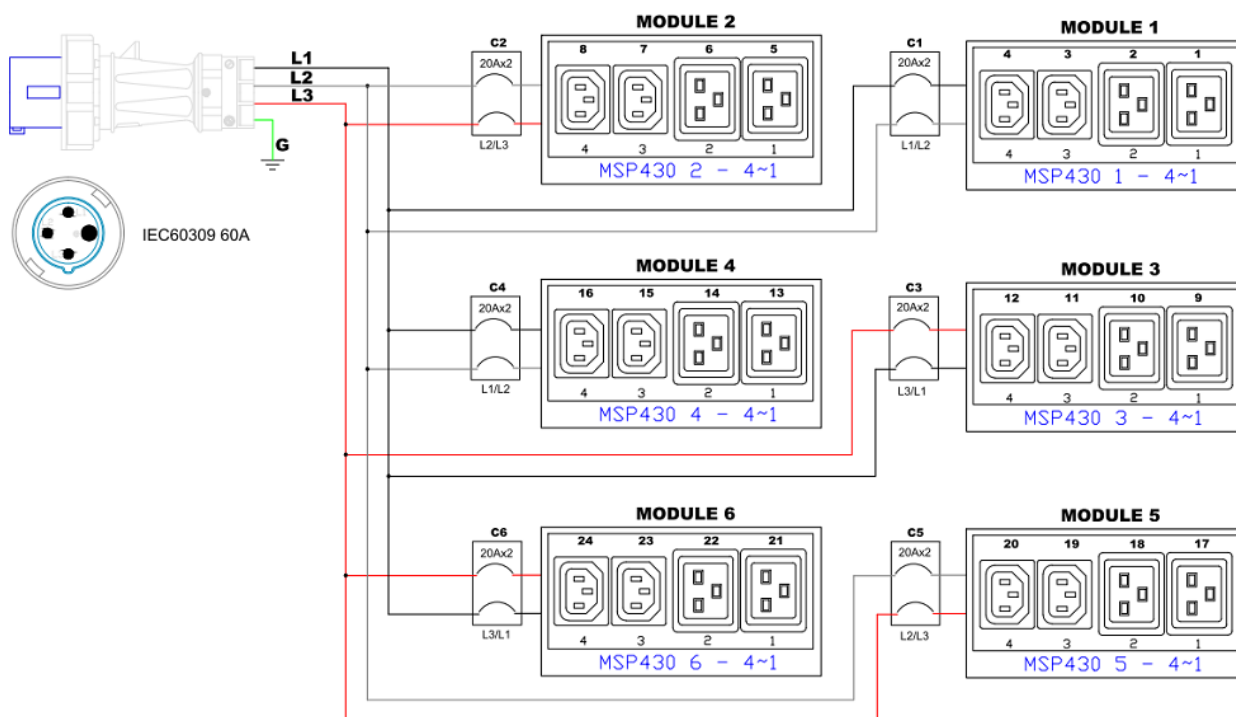 L1
L2
L3
G
IEC60309 60A
MODULE 2
C2
20Ax2
L2/L3
8 7 6 5
4 3 2 1
MSP430 2 - 4~1
MODULE 1
C1
20Ax2
L1/L2
4 3 2 1
4 3 2 1
MSP430 1 - 4~1
MODULE 4
C4
20Ax2
L1/L2
16 15 14 13
4 3 2 1
MSP430 4 - 4~1
MODULE 3
C3
20Ax2
L3/L1
12 11 10 9
4 3 2 1
MSP430 3 - 4~1
MODULE 6
C6
20Ax2
L3/L1
24 23 22 21
4 3 2 1
MSP430 6 - 4~1
MODULE 5
C5
20Ax2
L2/L3
20 19 18 17
4 3 2 1
MSP430 5 - 4~1